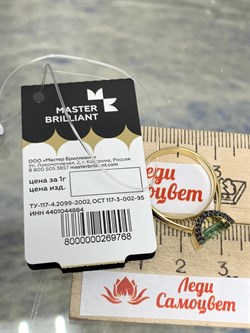 MASTER
BRILLIANT
ООО «Мастер Бриллиант»
Ул. Локомотивная, 2, г. Кострома, Россия
8 800 505 3857 masterbrilliant.com
цена за 1г
цена изд.
ТУ-117-4.2099-2002, ОСТ 117-3-002-95
ИНН 4401044884
8000000269768
Леди
Самоцвет
Леди
Самоцвет